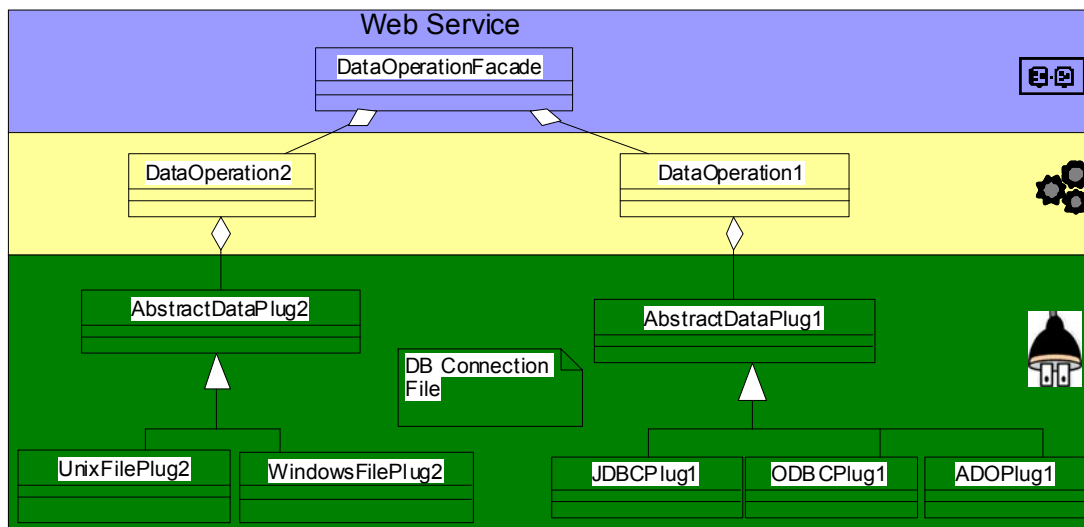 Web Service
DataOperationFacade
DataOperation2
DataOperation1
AbstractDataPlug2
AbstractDataPlug1
DB Connection
File
UnixFilePlug2
WindowsFilePlug2
JDBCPlug1
ODBCPlug1
ADOPlug1